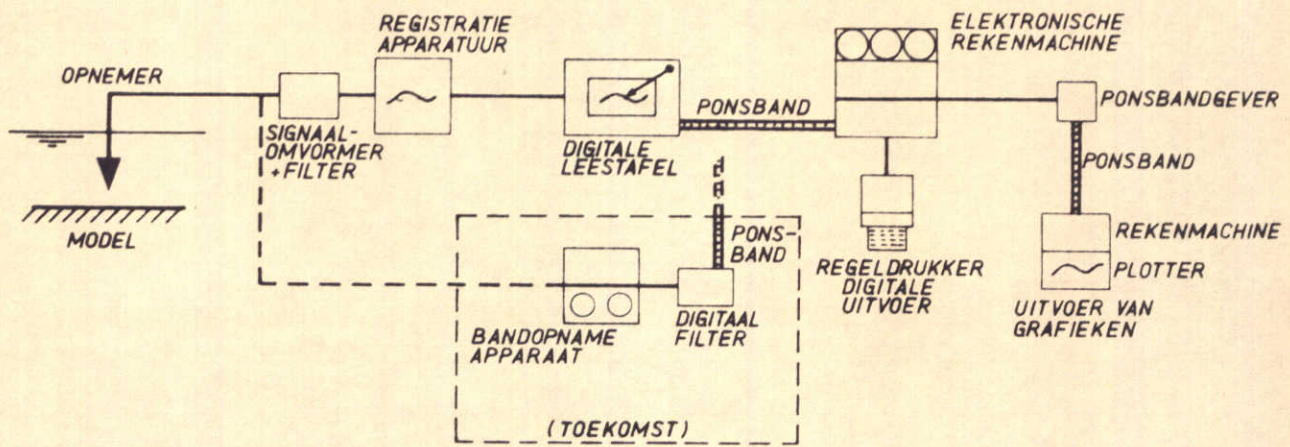 OPNEMER
MODEL
SIGNAAL-
OMVORMER
+FILTER
REGISTRATIE
APPARATUUR
DIGITALE
LEESTAFEL
PONSBAND
ELEKTRONISCHE
REKENMACHINE
PONSBANDGEVER
PONSBAND
REKENMACHINE
PLOTTER
UITVOER VAN
GRAFIEKEN
REGELDRUKKER
DIGITALE
UITVOER
PONS-
BAND
DIGITAAL
FILTER
BANDOPNAME
APPARAAT
(TOEKOMST)